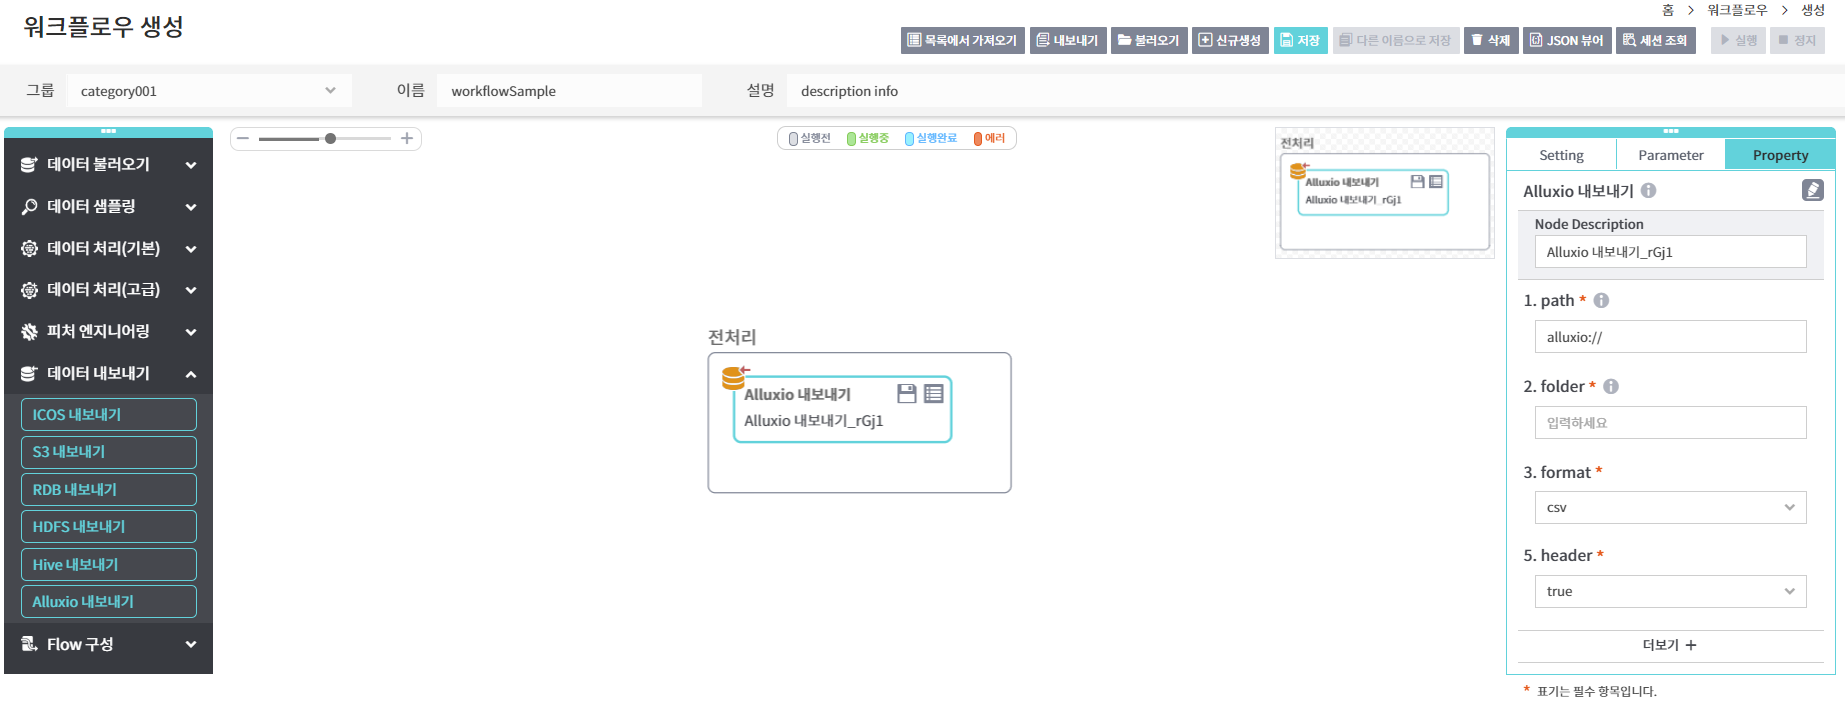 워크플로우 생성
홈 > 워크플로우 > 생성
목록에서 가져오기 내보내기 불러오기 신규생성 저장 다른 이름으로 저장 삭제 JSON 뷰어 세션 조회 실행 정지
그룹 category001 이름 workflowSample 설명 description info
데이터 불러오기
데이터 샘플링
데이터 처리(기본)
데이터 처리(고급)
피처 엔지니어링
데이터 내보내기
ICOS 내보내기
S3 내보내기
RDB 내보내기
HDFS 내보내기
Hive 내보내기
Alluxio 내보내기
Flow 구성
실행전 실행중 실행완료 에러
전처리
Alluxio 내보내기
Alluxio 내보내기_rGj1
전처리
Alluxio 내보내기
Alluxio 내보내기_rGj1
Setting Parameter Property
Alluxio 내보내기
Node Description
Alluxio 내보내기_rGj1
1. path *
alluxio://
2. folder *
입력하세요
3. format *
csv
5. header *
true
더보기 +
* 표기는 필수 항목입니다.